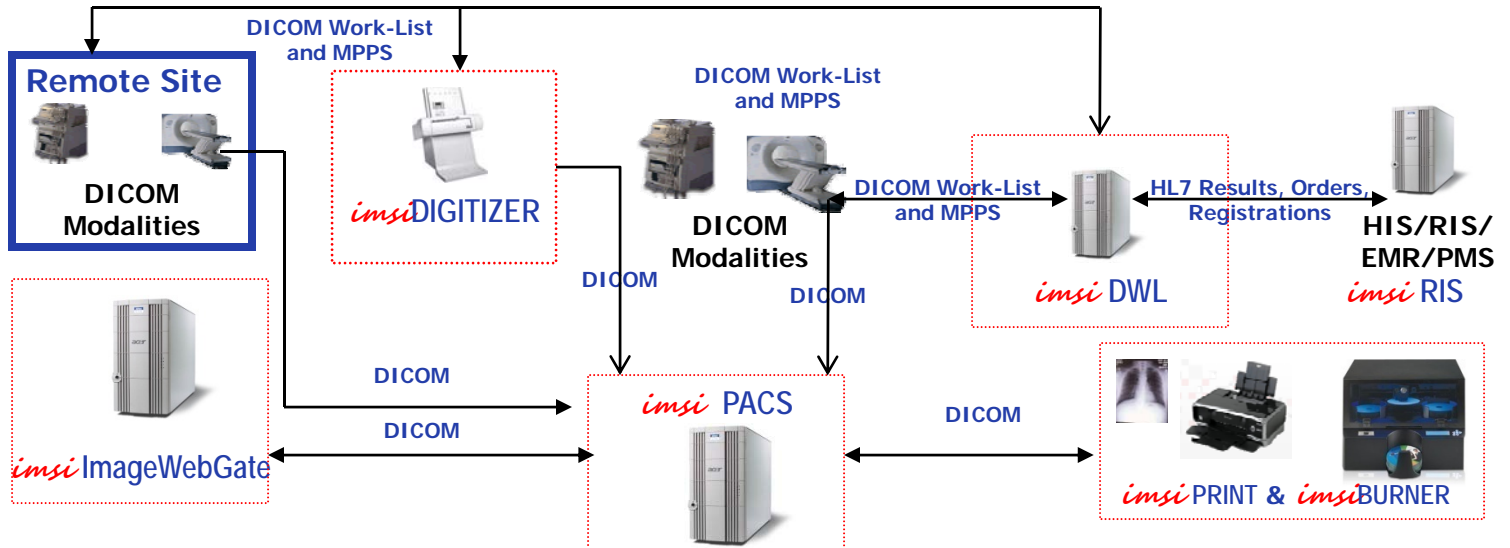 DICOM Work-List
and MPPS
Remote Site
DICOM
Modalities
imsiDIGITIZER
DICOM Work-List
and MPPS
DICOM
Modalities
DICOM Work-List
and MPPS
imsi DWL
HL7 Results, Orders,
Registrations
HIS/RIS/
EMR/PMS
imsi RIS
DICOM
DICOM
imsi ImageWebGate
DICOM
DICOM
imsi PACS
DICOM
imsi PRINT & imsiBURNER